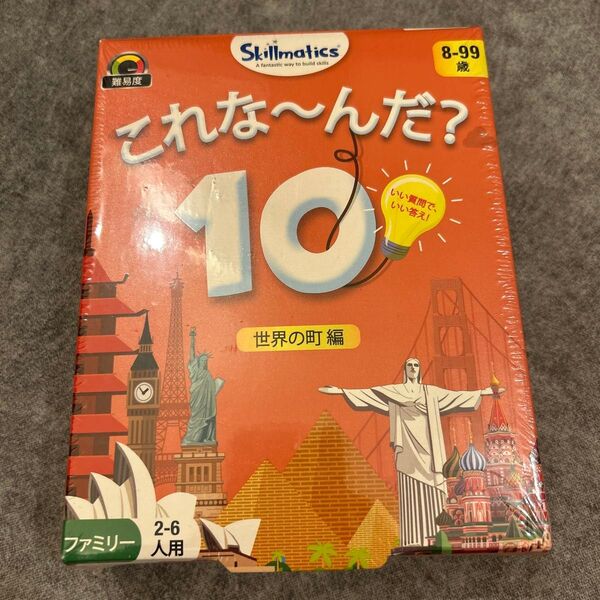 Skillmatics
A fantastic way to build skills
8-99
歳
難易度
これな〜んだ?
10
いい質問で、
いい答え!
世界の町 編
ファミリー
2-6
人用